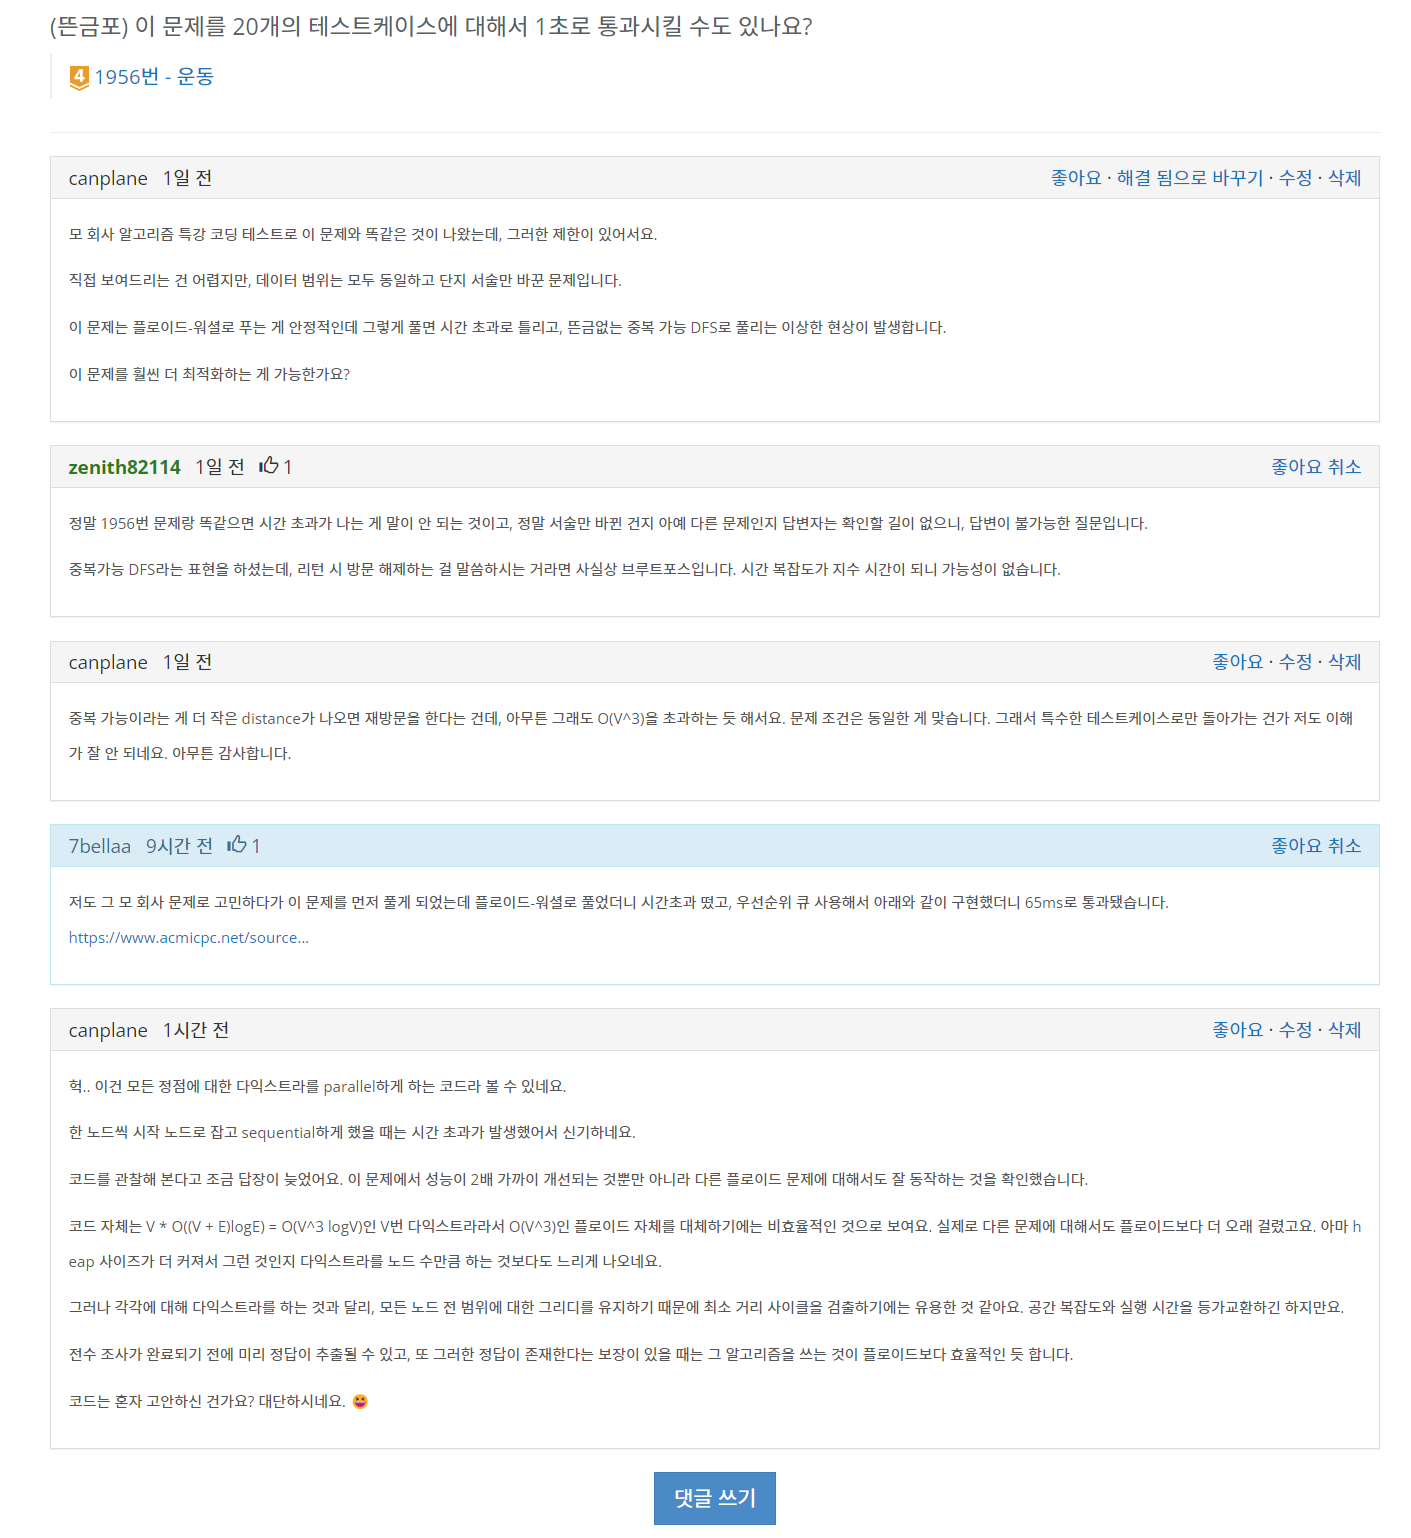 (뜬금포) 이 문제를 20개의 테스트케이스에 대해서 1초로 통과시킬 수도 있나요?
4 1956번 - 운동
canplane 1일 전 좋아요 · 해결 됨으로 바꾸기 · 수정 · 삭제
모 회사 알고리즘 특강 코딩 테스트로 이 문제와 똑같은 것이 나왔는데, 그러한 제한이 있어서요.
직접 보여드리는 건 어렵지만, 데이터 범위는 모두 동일하고 단지 서술만 바꾼 문제입니다.
이 문제는 플로이드-워셜로 푸는 게 안정적인데 그렇게 풀면 시간 초과로 틀리고, 뜬금없는 중복 가능 DFS로 풀리는 이상한 현상이 발생합니다.
이 문제를 훨씬 더 최적화하는 게 가능한가요?
zenith82114 1일 전 1 좋아요 취소
정말 1956번 문제랑 똑같으면 시간 초과가 나는 게 말이 안 되는 것이고, 정말 서술만 바뀐 건지 아예 다른 문제인지 답변자는 확인할 길이 없으니, 답변이 불가능한 질문입니다.
중복가능 DFS라는 표현을 하셨는데, 리턴 시 방문 해제하는 걸 말씀하시는 거라면 사실상 브루트포스입니다. 시간 복잡도가 지수 시간이 되니 가능성이 없습니다.
canplane 1일 전 좋아요 · 수정 · 삭제
중복 가능이라는 게 더 작은 distance가 나오면 재방문을 한다는 건데, 아무튼 그래도 O(V^3)을 초과하는 듯 해서요. 문제 조건은 동일한 게 맞습니다. 그래서 특수한 테스트케이스로만 돌아가는 건가 저도 이해
가 잘 안 되네요. 아무튼 감사합니다.
7bellaa 9시간 전 1 좋아요 취소
저도 그 모 회사 문제로 고민하다가 이 문제를 먼저 풀게 되었는데 플로이드-워셜로 풀었더니 시간초과 떴고, 우선순위 큐 사용해서 아래와 같이 구현했더니 65ms로 통과됐습니다.
https://www.acmicpc.net/source...
canplane 1시간 전 좋아요 · 수정 · 삭제
헉.. 이건 모든 정점에 대한 다익스트라를 parallel하게 하는 코드라 볼 수 있네요.
한 노드씩 시작 노드로 잡고 sequential하게 했을 때는 시간 초과가 발생했어서 신기하네요.
코드를 관찰해 본다고 조금 답장이 늦었어요. 이 문제에서 성능이 2배 가까이 개선되는 것뿐만 아니라 다른 플로이드 문제에 대해서도 잘 동작하는 것을 확인했습니다.
코드 자체는 V * O((V + E)logE) = O(V^3 logV)인 V번 다익스트라라서 O(V^3)인 플로이드 자체를 대체하기에는 비효율적인 것으로 보여요. 실제로 다른 문제에 대해서도 플로이드보다 더 오래 걸렸고요. 아마 h
eap 사이즈가 더 커져서 그런 것인지 다익스트라를 노드 수만큼 하는 것보다도 느리게 나오네요.
그러나 각각에 대해 다익스트라를 하는 것과 달리, 모든 노드 전 범위에 대한 그리디를 유지하기 때문에 최소 거리 사이클을 검출하기에는 유용한 것 같아요. 공간 복잡도와 실행 시간을 등가교환하긴 하지만요.
전수 조사가 완료되기 전에 미리 정답이 추출될 수 있고, 또 그러한 정답이 존재한다는 보장이 있을 때는 그 알고리즘을 쓰는 것이 플로이드보다 효율적인 듯 합니다.
코드는 혼자 고안하신 건가요? 대단하시네요. 😆
댓글 쓰기